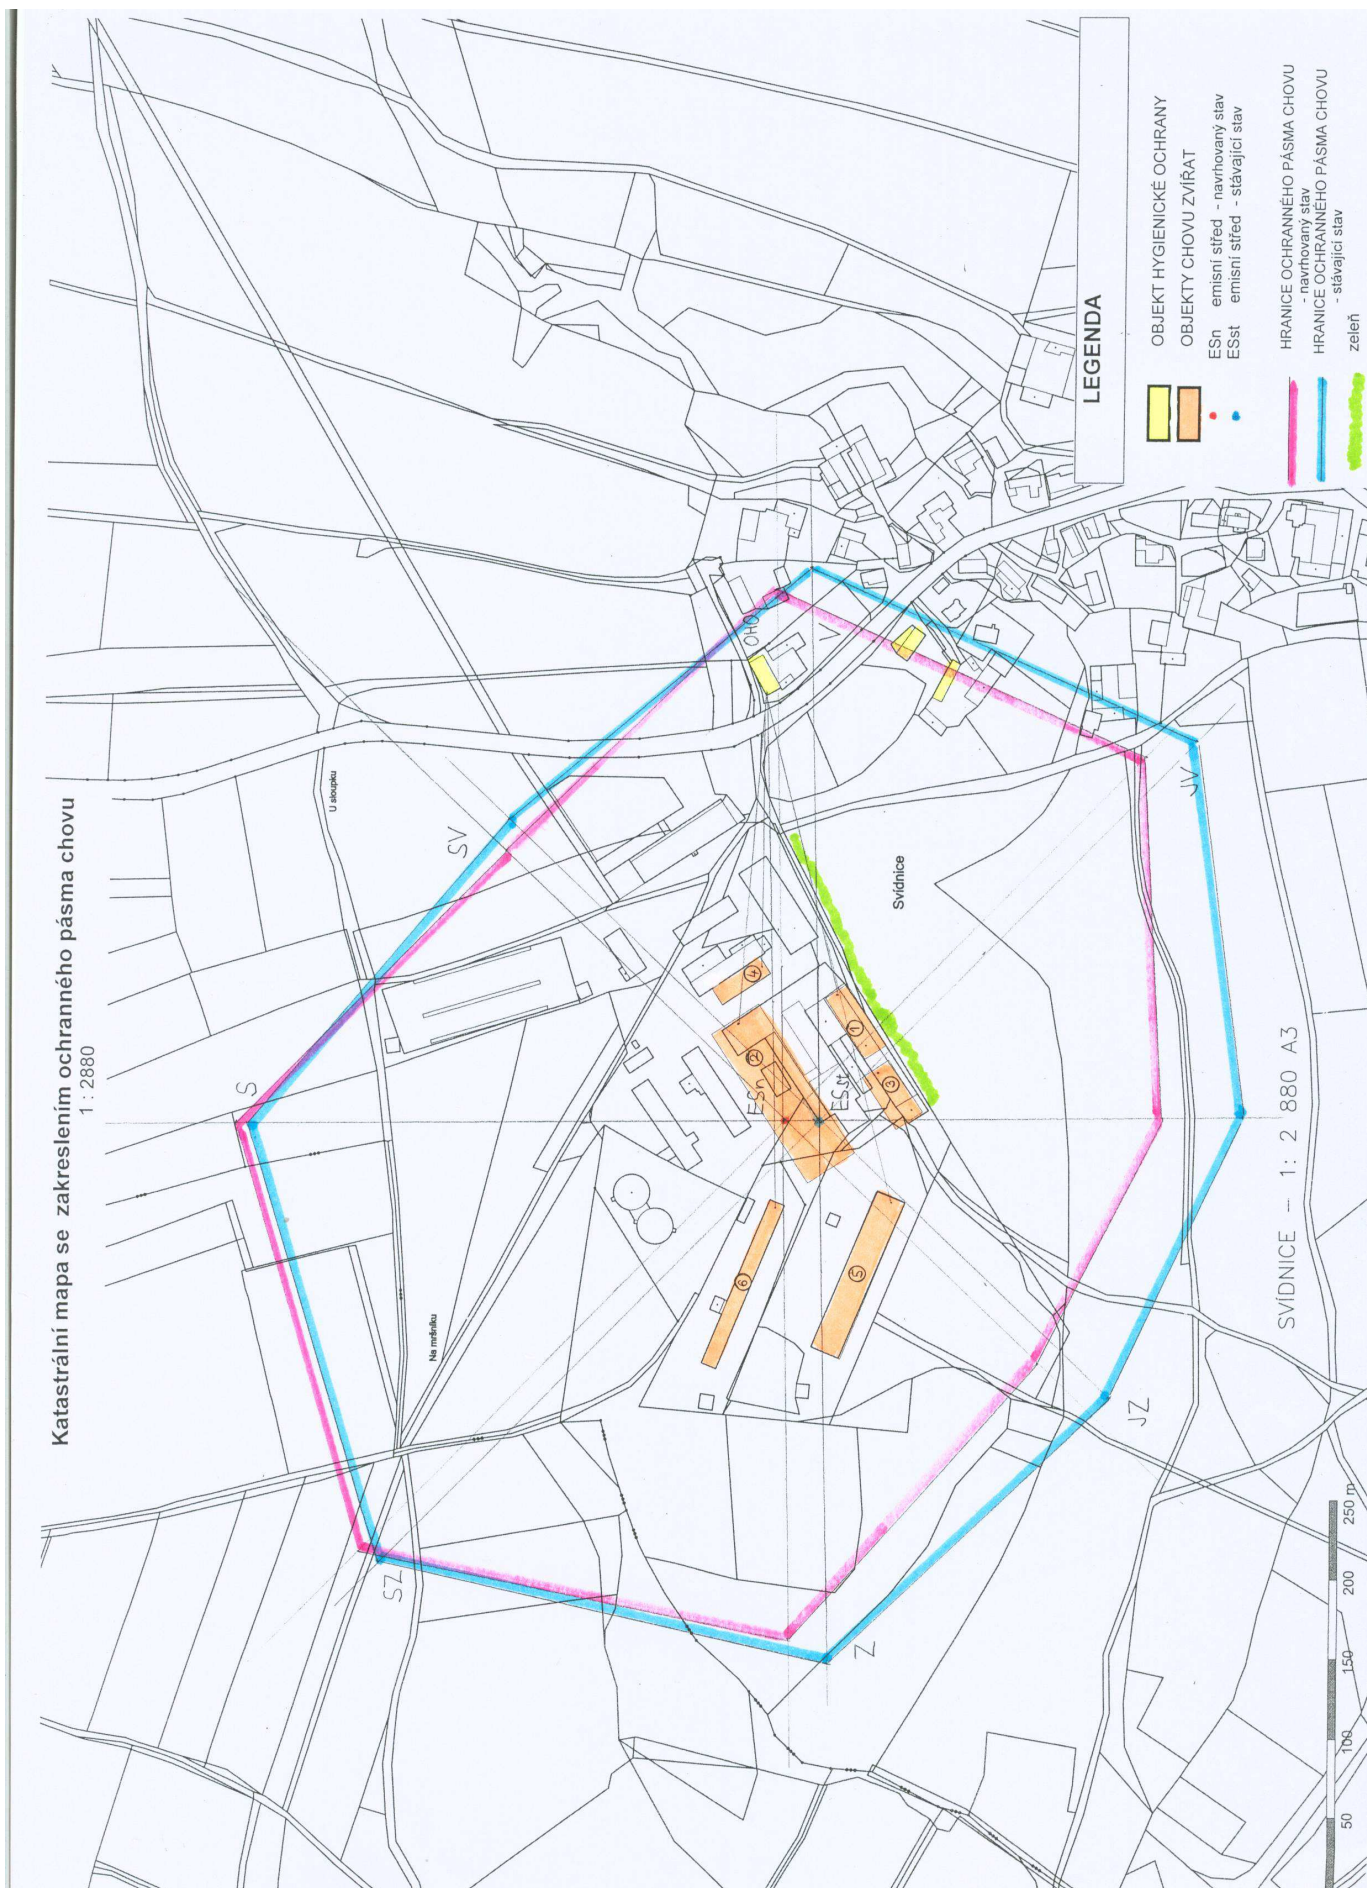 Katastrální mapa se zakreslením ochranného pásma chovu
1 : 2880
S
SV
U sloupku
Na mršníku
SZ
OHO
V
4
2
ESn
ESst
1
3
6
5
Svídnice
Z
JZ
JV
SVÍDNICE – 1: 2 880 A3
50
100
150
200
250 m
LEGENDA
OBJEKT HYGIENICKÉ OCHRANY
OBJEKTY CHOVU ZVÍŘAT
ESn emisní střed - navrhovaný stav
ESst emisní střed - stávající stav
HRANICE OCHRANNÉHO PÁSMA CHOVU
- navrhovaný stav
HRANICE OCHRANNÉHO PÁSMA CHOVU
- stávající stav
zeleň